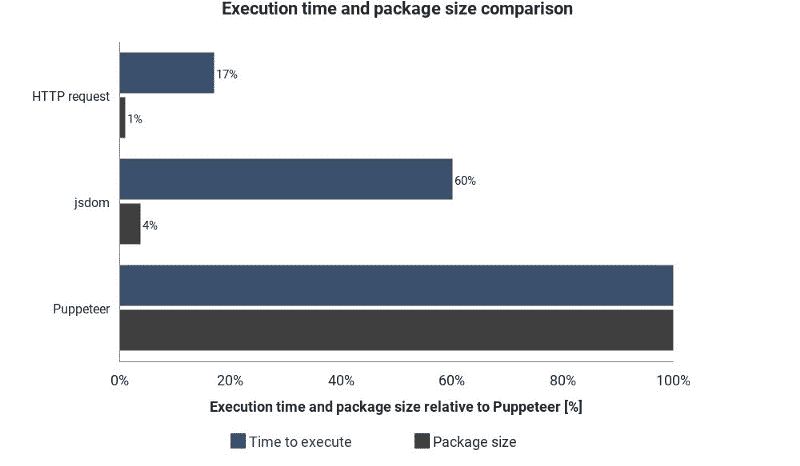 Execution time and package size comparison
HTTP request
17%
1%
jsdom
60%
4%
Puppeteer
0% 20% 40% 60% 80% 100%
Execution time and package size relative to Puppeteer [%]
Time to execute Package size